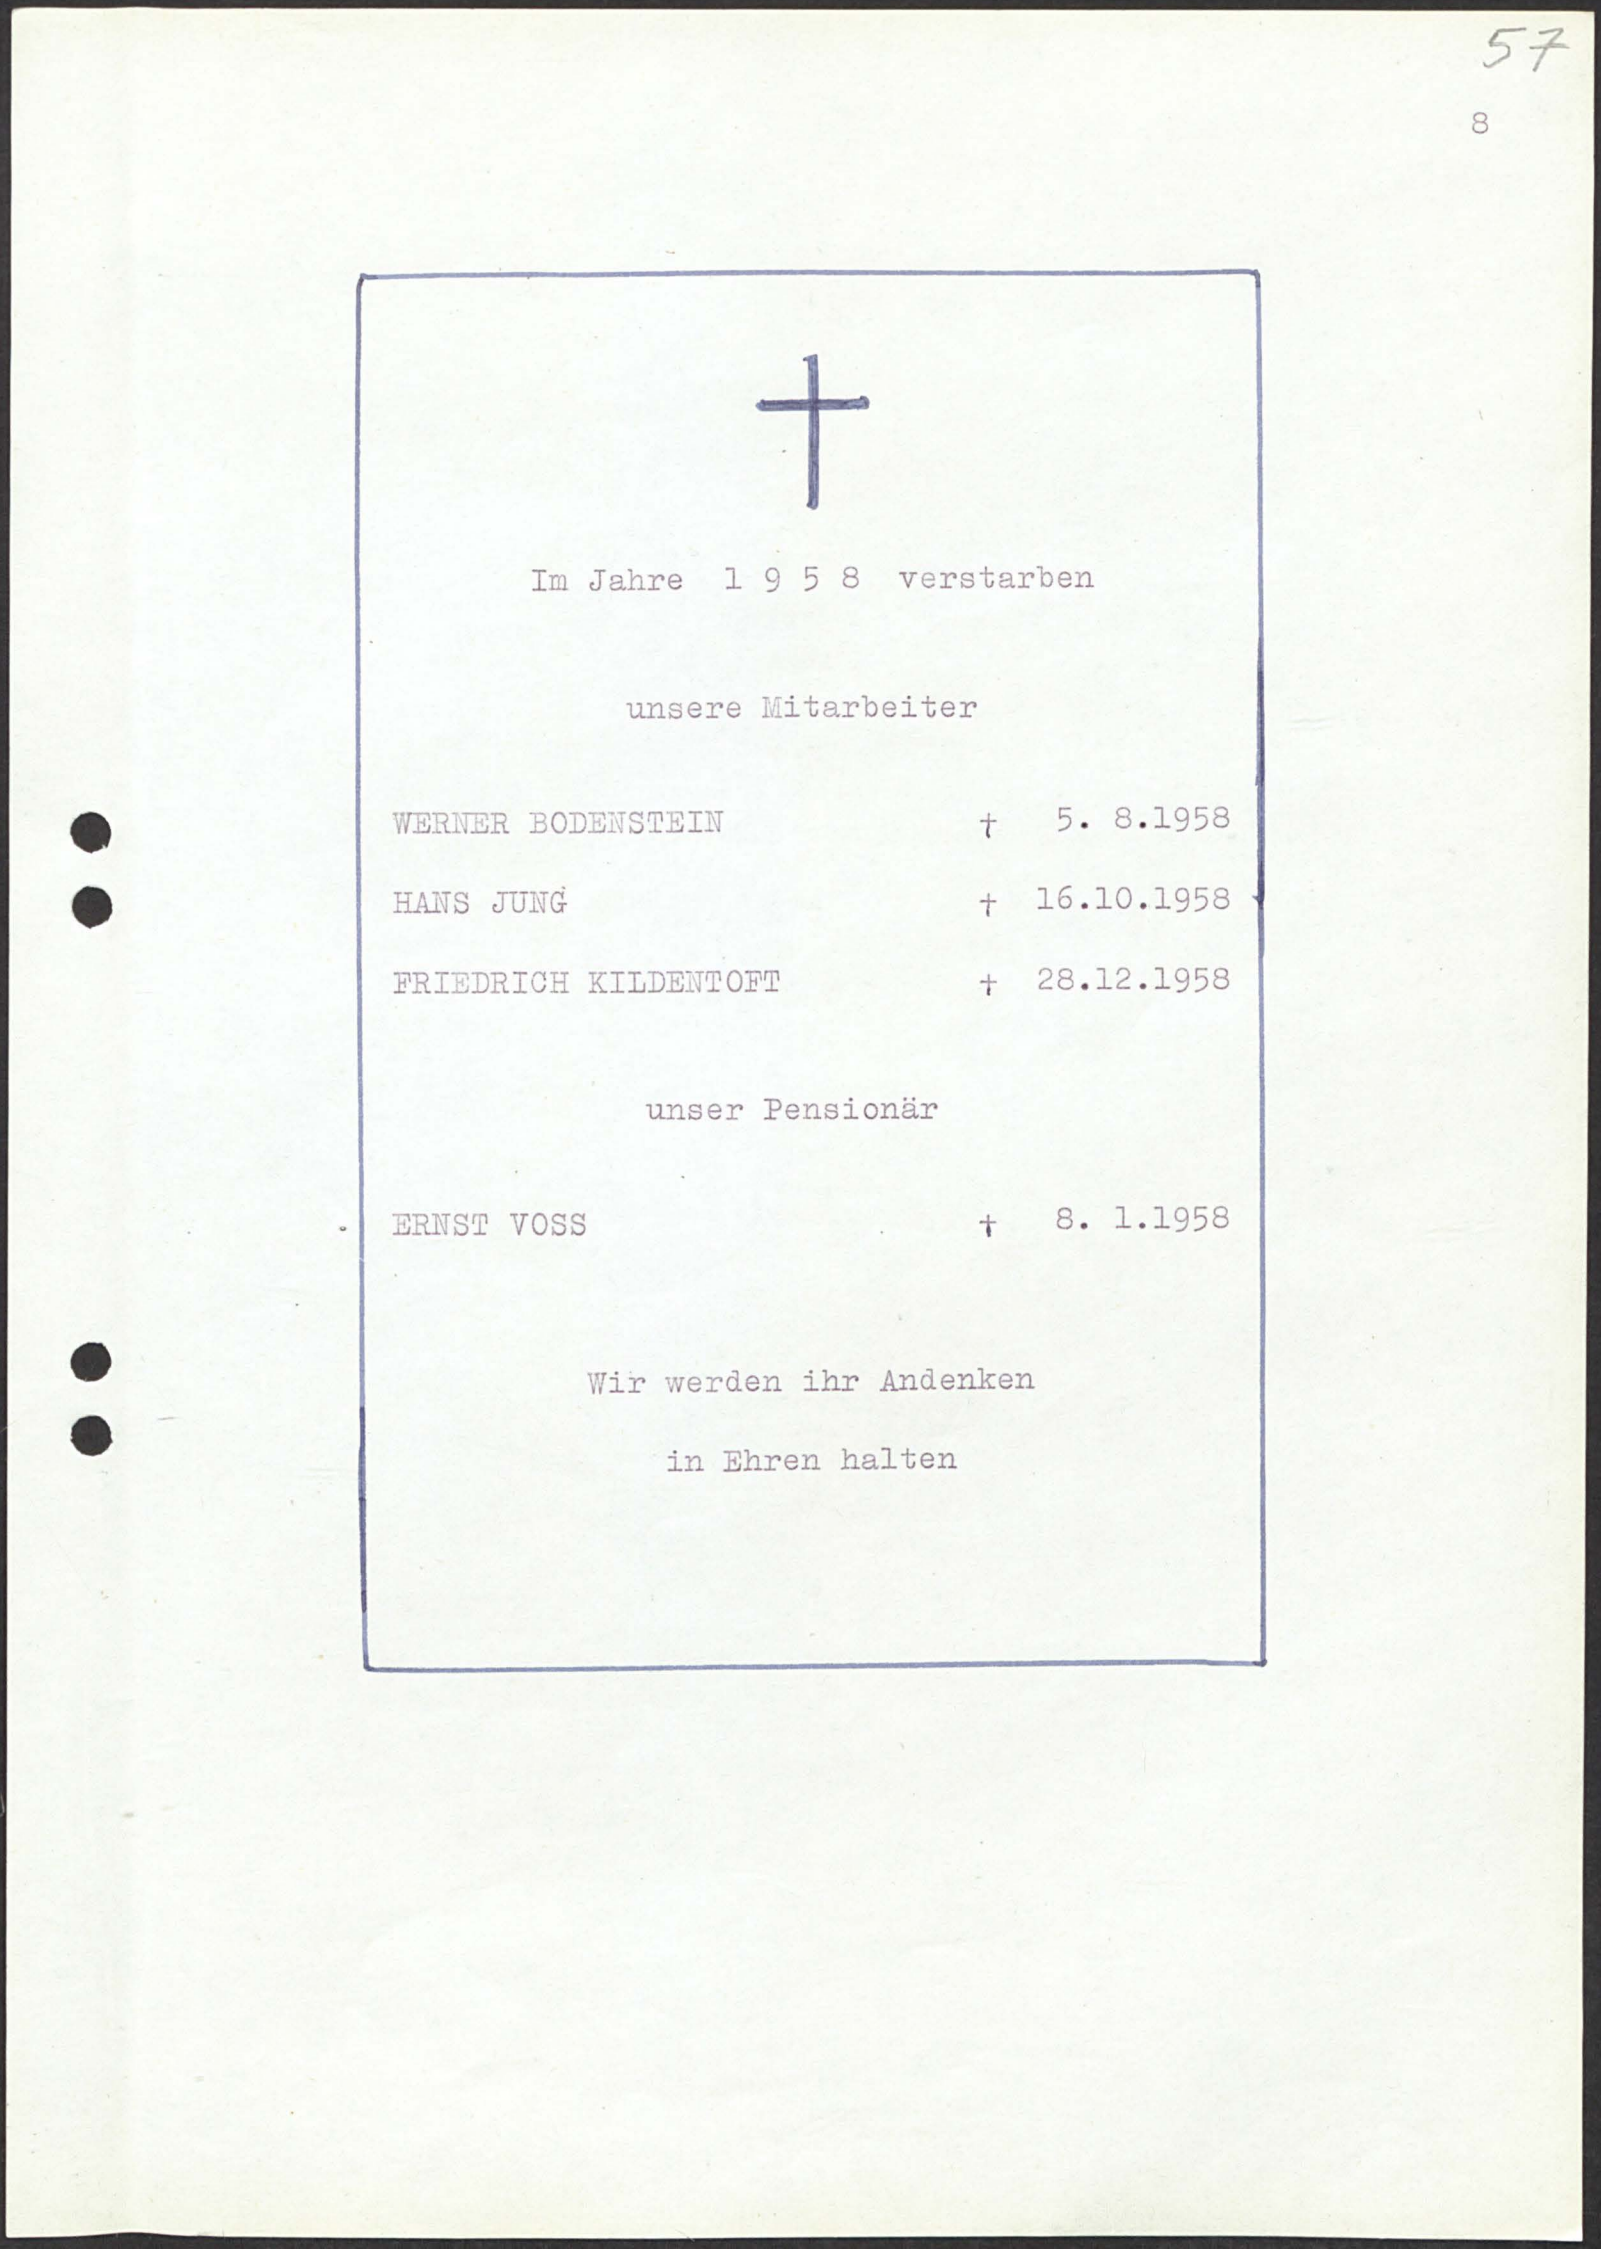 57
8
Im Jahre 1 9 5 8 verstarben
unsere Mitarbeiter
WERNER BODENSTEIN † 5. 8.1958
HANS JUNG † 16.10.1958
FRIEDRICH KILDENTOFT † 28.12.1958
unser Pensionär
ERNST VOSS † 8. 1.1958
Wir werden ihr Andenken
in Ehren halten